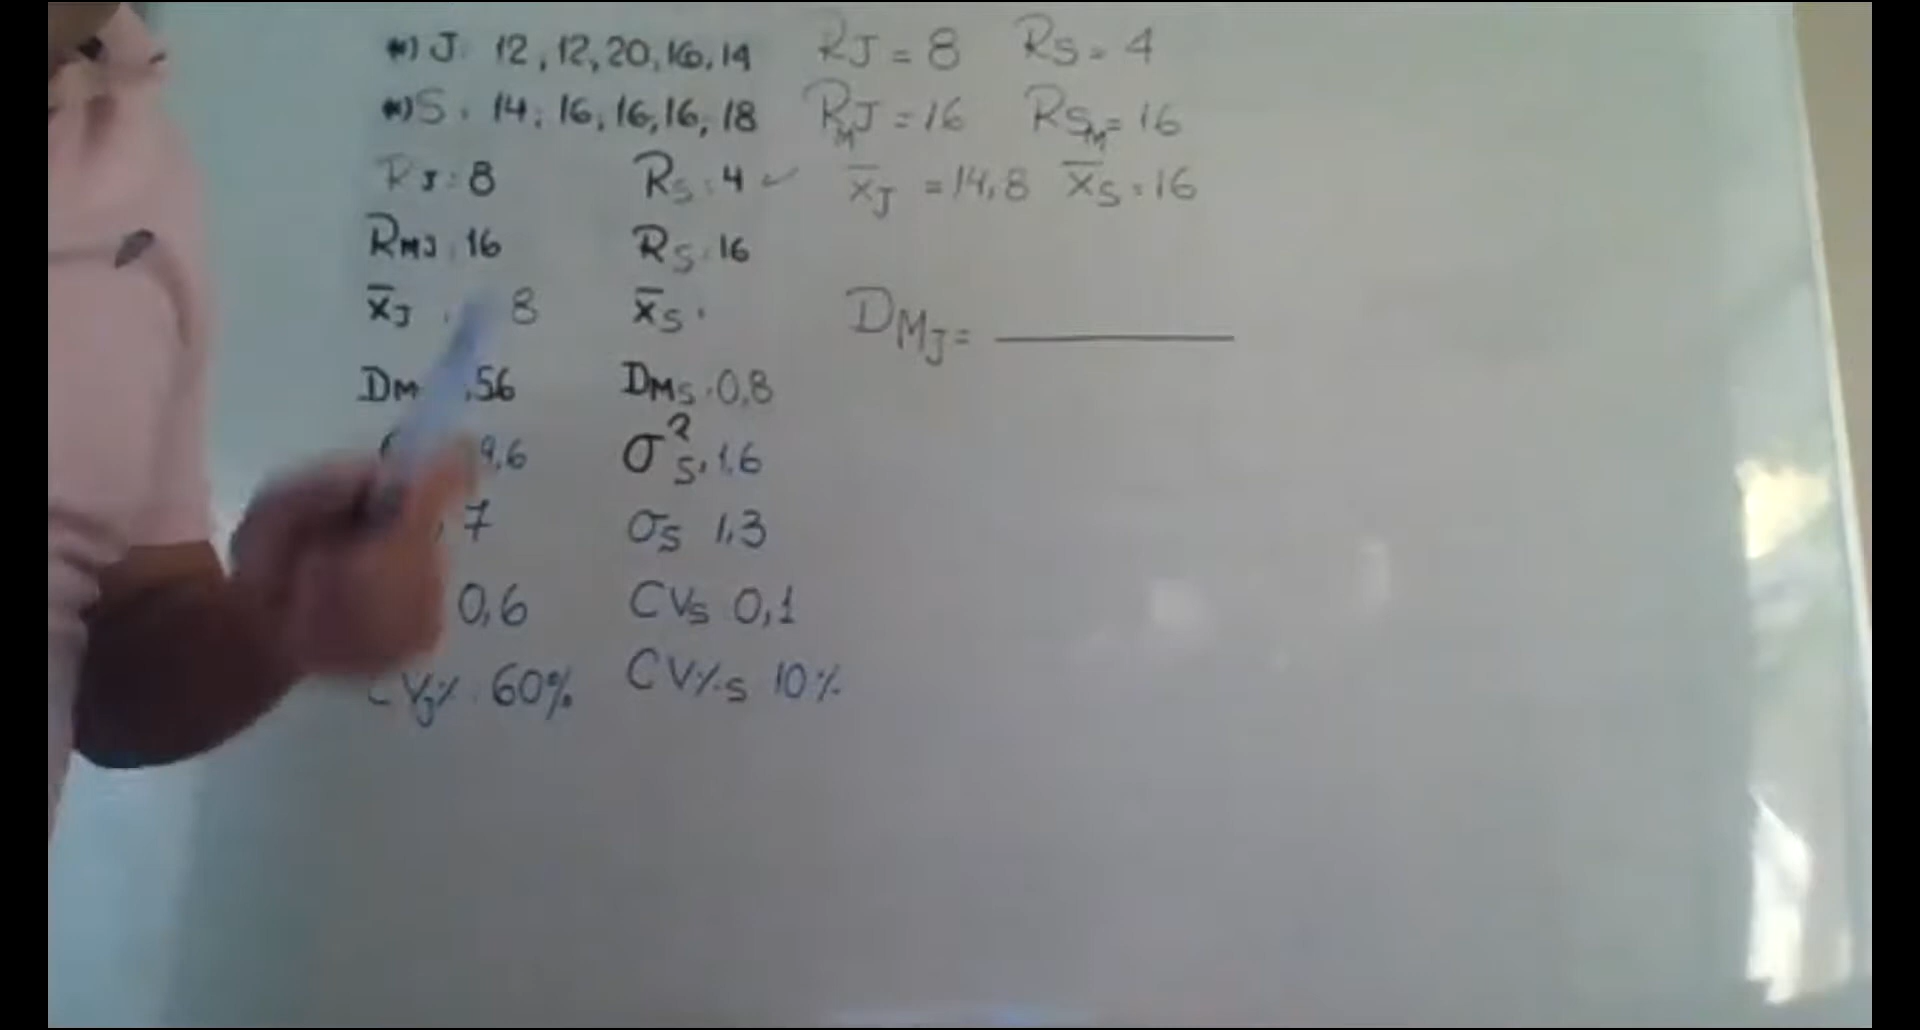 *) J: 12, 12, 20, 16, 14 RJ = 8 RS = 4
*) S: 14, 16, 16, 16, 18 RMJ = 16 RSM = 16
RJ: 8 RS: 4 ✓ x̄J = 14,8 x̄S = 16
RMJ: 16 RS: 16
x̄J : 8 x̄S:
DM ,56 DMS: 0,8 DMJ = ______
9,6 σ²S: 1,6
, 7 σS 1,3
0,6 CVS 0,1
CVJ%: 60% CV%S 10%